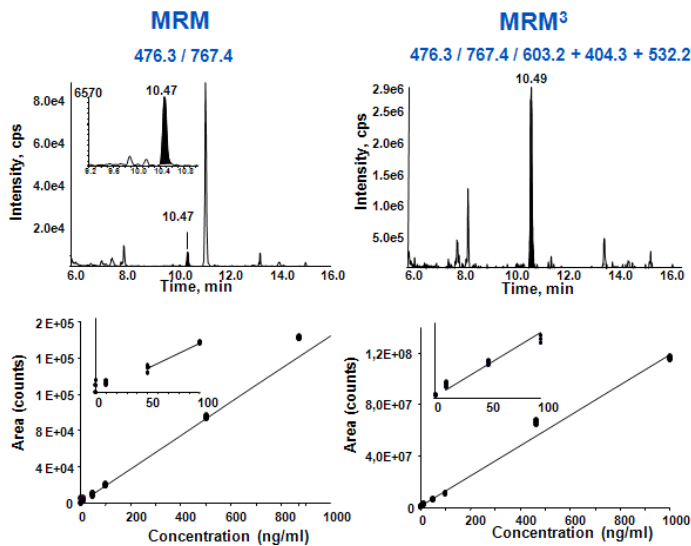 MRM
476.3 / 767.4
6570
10.47
9.2 9.6 10.0 10.4 10.8
8.0e4
6.0e4
4.0e4
2.0e4
Intensity, cps
10.47
6.0 8.0 10.0 12.0 14.0 16.0
Time, min
MRM³
476.3 / 767.4 / 603.2 + 404.3 + 532.2
10.49
2.9e6
2.5e6
2.0e6
1.5e6
1.0e6
5.0e5
Intensity, cps
6.0 8.0 10.0 12.0 14.0 16.0
Time, min
2 E+05
1 E+05
1 E+05
8 E+04
4 E+04
0
Area (counts)
0 50 100
0 200 400 600 800 1000
Concentration (ng/ml)
1,2E+08
8,0E+07
4,0E+07
0
Area (counts)
0 50 100
0 200 400 600 800 1000
Concentration (ng/ml)